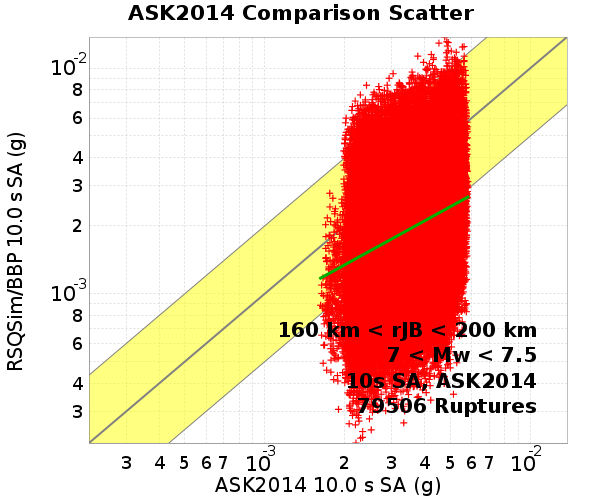 ASK2014 Comparison Scatter
RSQSim/BBP 10.0 s SA (g)
10-2
8
6
4
3
2
10-3
8
6
4
3
160 km < rJB < 200 km
7 < Mw < 7.5
10s SA, ASK2014
79506 Ruptures
3 4 5 6 7 10-3 2 3 4 5 6 7 10-2
ASK2014 10.0 s SA (g)